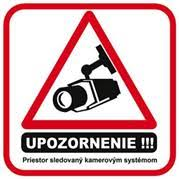 UPOZORNENIE !!!
Priestor sledovaný kamerovým systémom